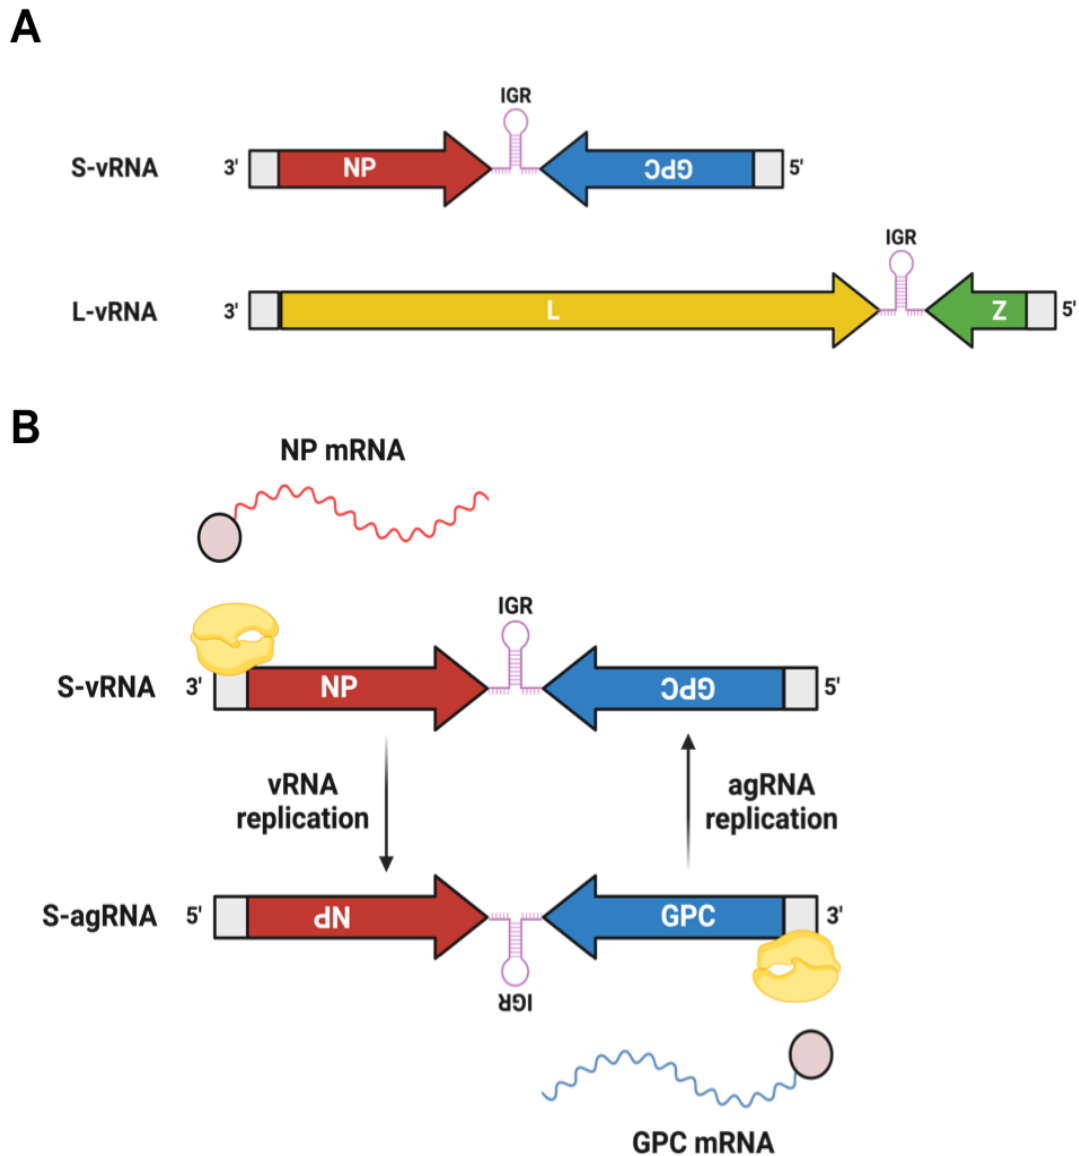 A
IGR
S-vRNA 3' NP GPC 5'
IGR
L-vRNA 3' L Z 5'
B
NP mRNA
IGR
S-vRNA 3' NP GPC 5'
vRNA
replication
agRNA
replication
S-agRNA 5' NP GPC 3'
IGR
GPC mRNA